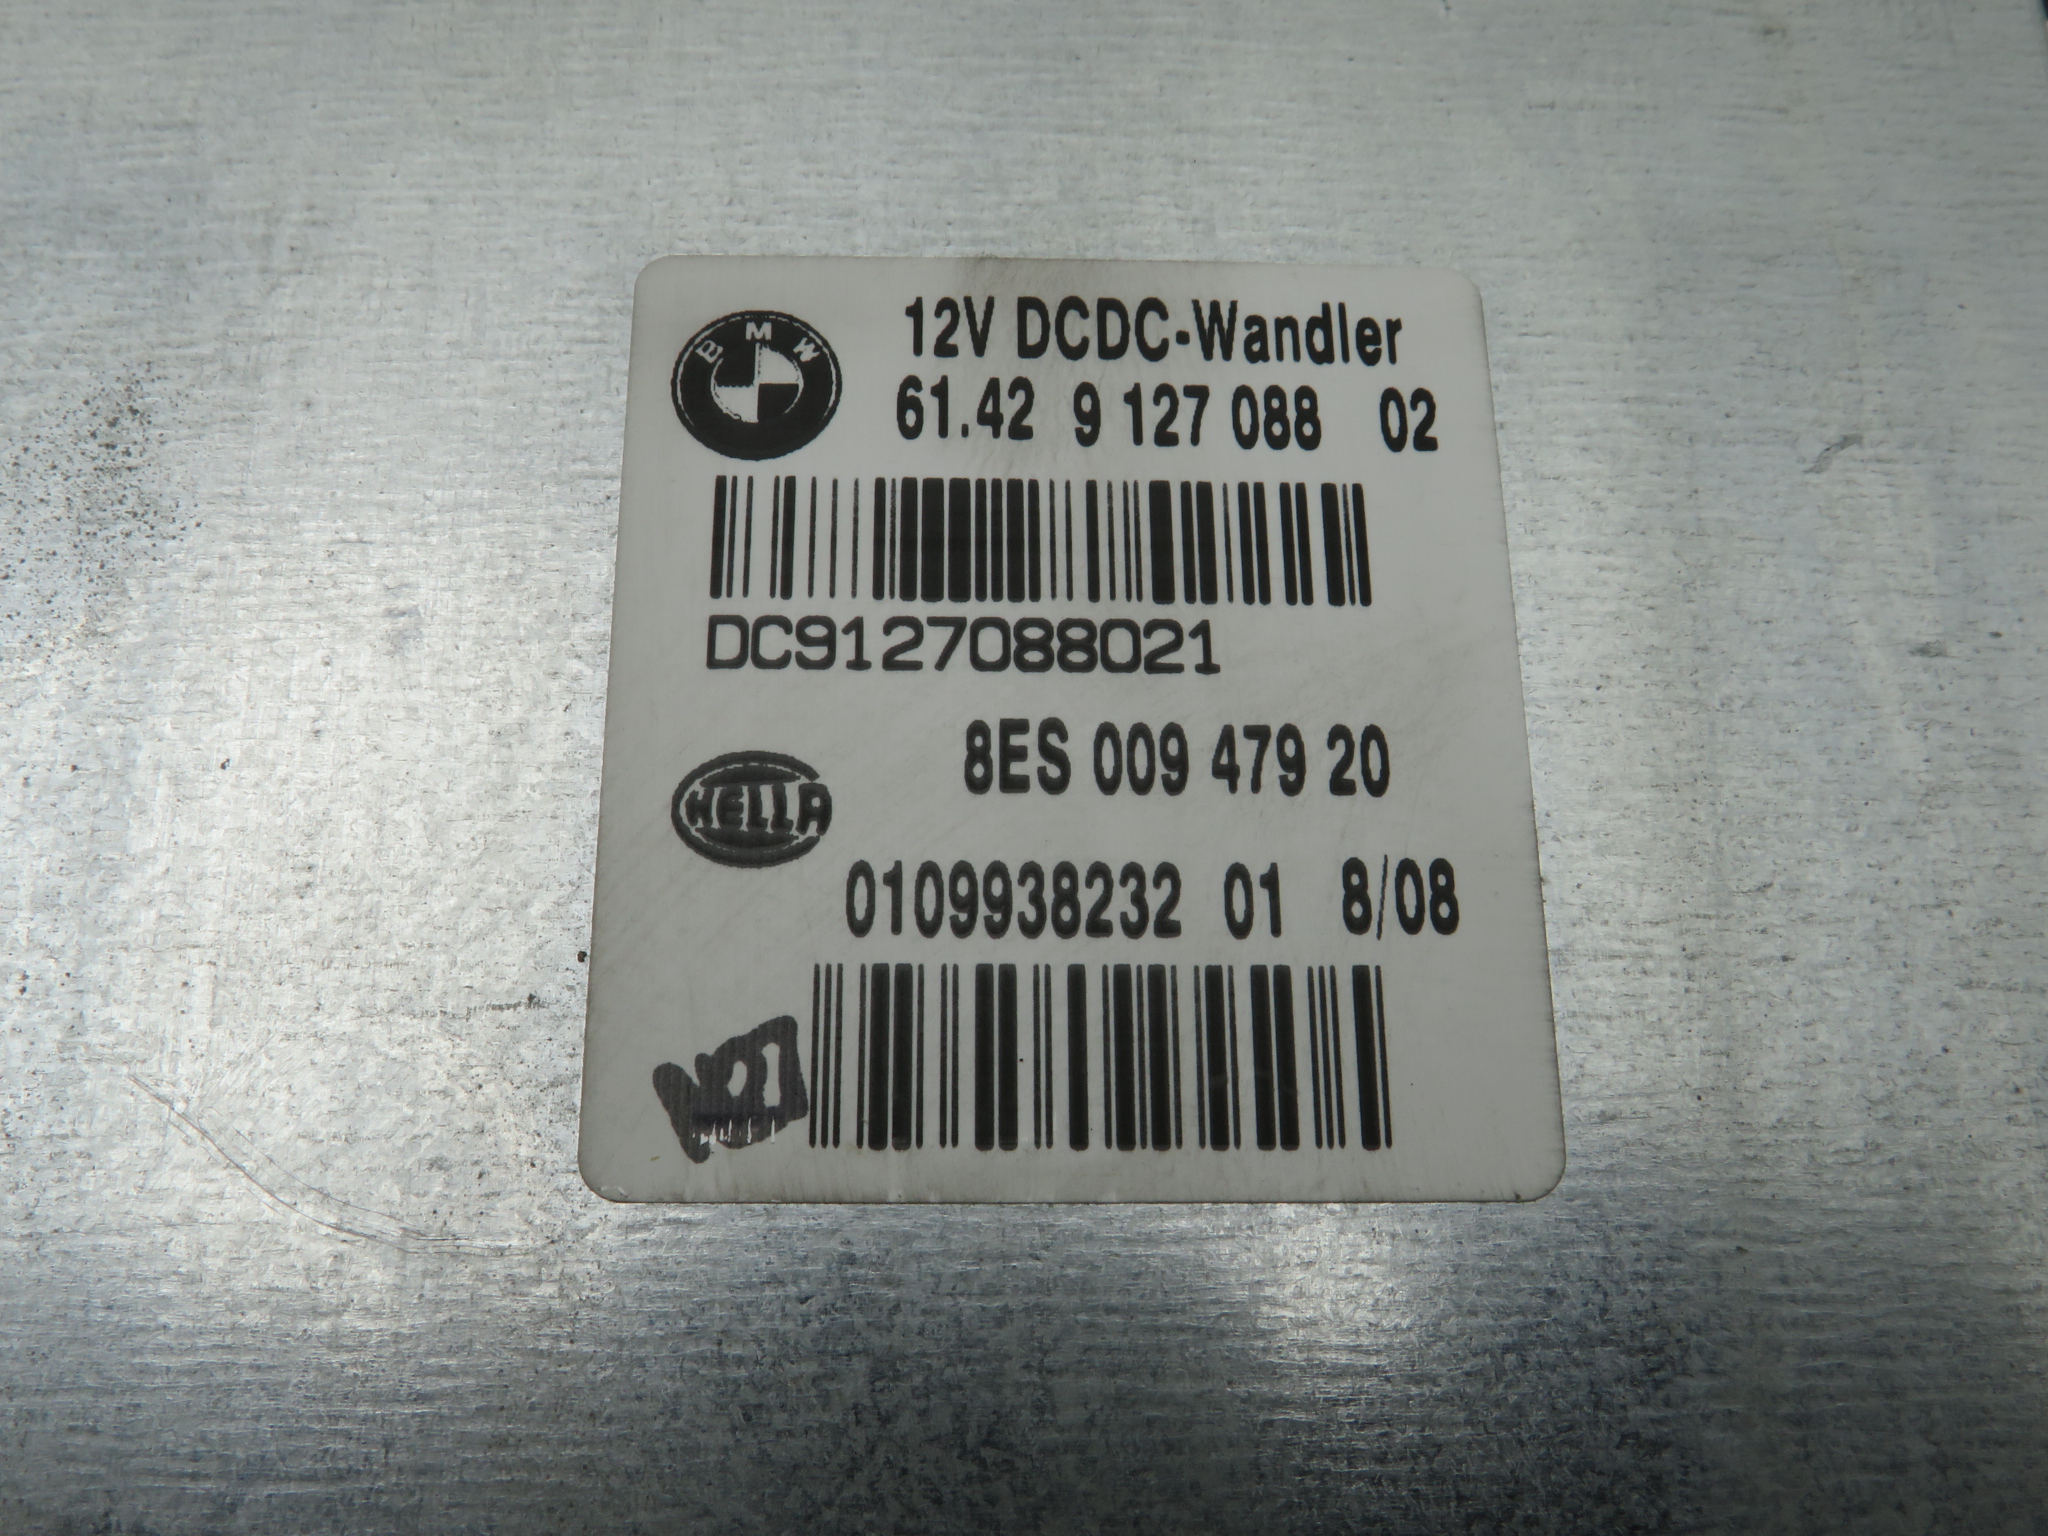 BMW
12V DCDC-Wandler
61.42 9 127 088 02
DC9127088021
8ES 009 479 20
HELLA
0109938232 01 8/08